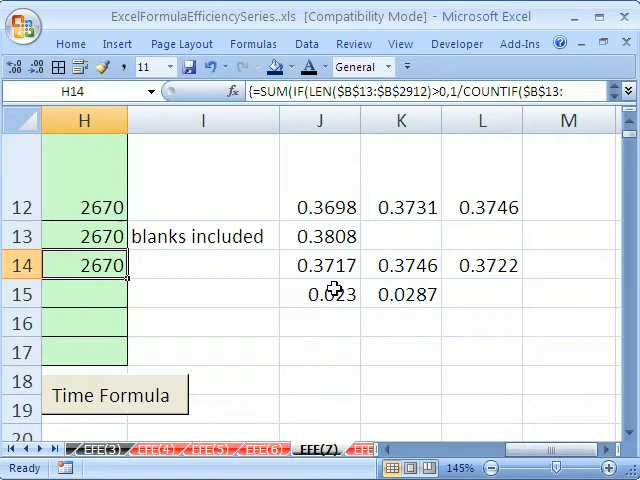 ExcelFormulaEfficiencySeries..xls [Compatibility Mode] - Microsoft Excel
Home Insert Page Layout Formulas Data Review View Developer Add-Ins
11 General
H14 fx {=SUM(IF(LEN($B$13:$B$2912)>0,1/COUNTIF($B$13:
H I J K L M
12 2670 0.3698 0.3731 0.3746
13 2670 blanks included 0.3808
14 2670 0.3717 0.3746 0.3722
15 0.023 0.0287
16
17
18
Time Formula
19
20
EFE(3) EFE(4) EFE(5) EFE(6) EFE(7) EFE
Ready 145%